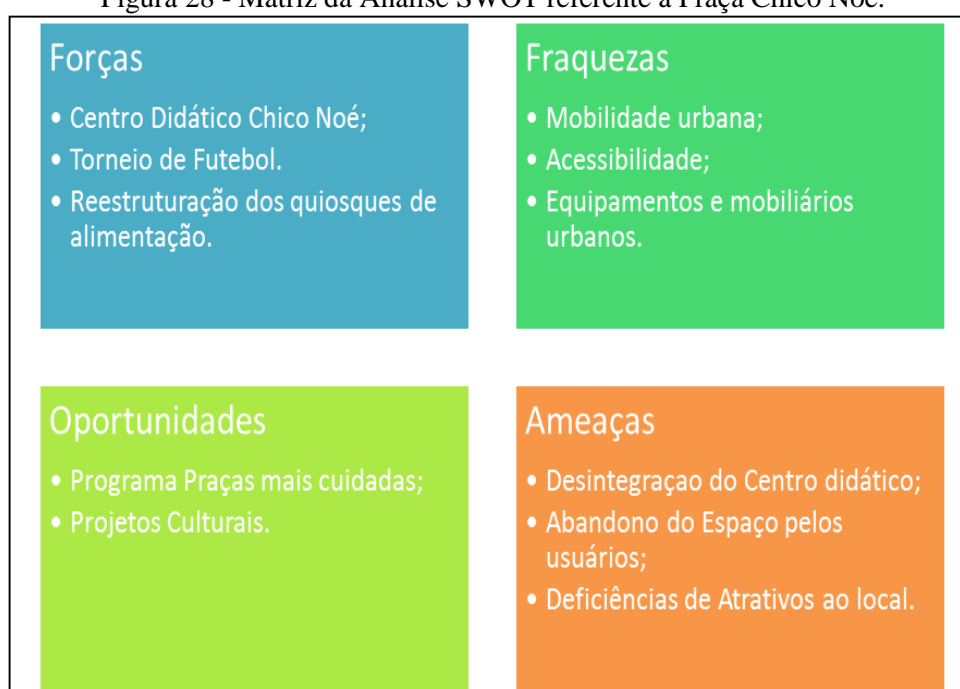 Figura 28 - Matriz da Análise SWOT referente a Praça Chico Noé.
Forças
• Centro Didático Chico Noé;
• Torneio de Futebol.
• Reestruturação dos quiosques de
alimentação.
Fraquezas
• Mobilidade urbana;
• Acessibilidade;
• Equipamentos e mobiliários
urbanos.
Oportunidades
• Programa Praças mais cuidadas;
• Projetos Culturais.
Ameaças
• Desintegraçao do Centro didático;
• Abandono do Espaço pelos
usuários;
• Deficiências de Atrativos ao local.